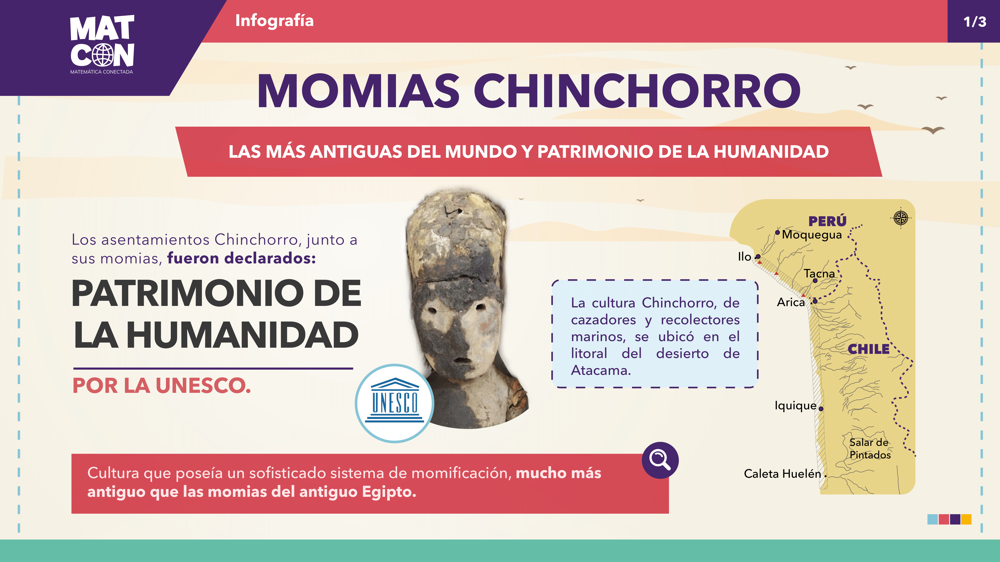 MAT
CON
MATEMÁTICA CONECTADA
Infografía
1/3
MOMIAS CHINCHORRO
LAS MÁS ANTIGUAS DEL MUNDO Y PATRIMONIO DE LA HUMANIDAD
Los asentamientos Chinchorro, junto a
sus momias, fueron declarados:
PATRIMONIO DE
LA HUMANIDAD
POR LA UNESCO.
UNESCO
La cultura Chinchorro, de
cazadores y recolectores
marinos, se ubicó en el
litoral del desierto de
Atacama.
PERÚ
Moquegua
Ilo
Tacna
Arica
CHILE
Iquique
Salar de
Pintados
Caleta Huelén
Cultura que poseía un sofisticado sistema de momificación, mucho más
antiguo que las momias del antiguo Egipto.